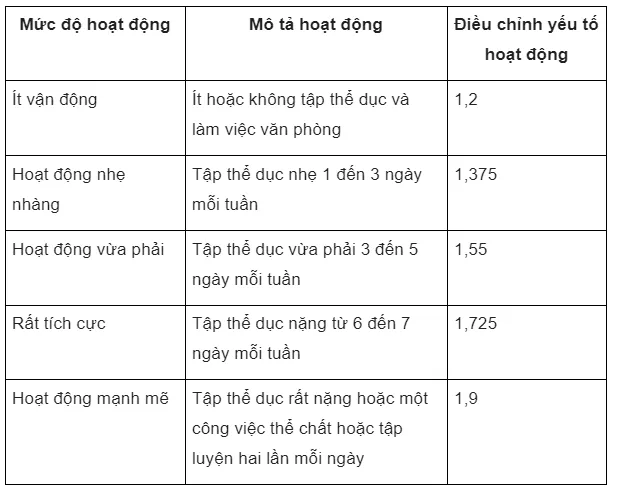 Mức độ hoạt động
Mô tả hoạt động
Điều chỉnh yếu tố
hoạt động
Ít vận động
Ít hoặc không tập thể dục và
làm việc văn phòng
1,2
Hoạt động nhẹ
nhàng
Tập thể dục nhẹ 1 đến 3 ngày
mỗi tuần
1,375
Hoạt động vừa phải
Tập thể dục vừa phải 3 đến 5
ngày mỗi tuần
1,55
Rất tích cực
Tập thể dục nặng từ 6 đến 7
ngày mỗi tuần
1,725
Hoạt động mạnh mẽ
Tập thể dục rất nặng hoặc một
công việc thể chất hoặc tập
luyện hai lần mỗi ngày
1,9